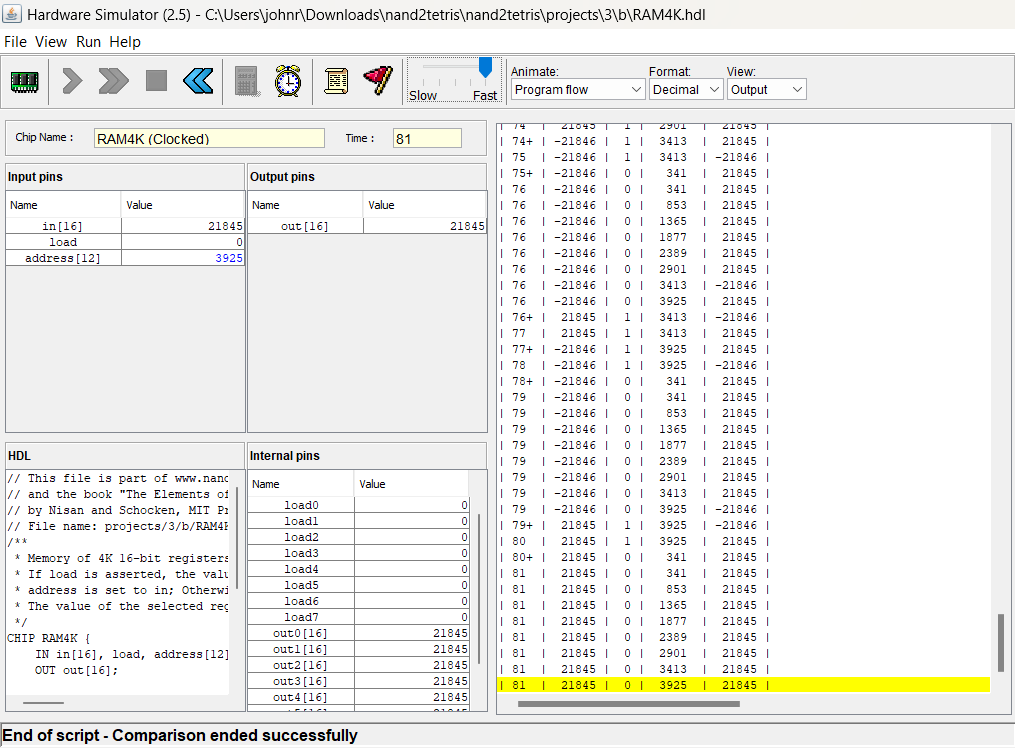 Hardware Simulator (2.5) - C:\Users\johnr\Downloads\nand2tetris\nand2tetris\projects\3\b\RAM4K.hdl
File View Run Help
Slow Fast
Animate: Format: View:
Program flow Decimal Output
Chip Name : RAM4K (Clocked) Time : 81
Input pins
Name Value
in[16] 21845
load 0
address[12] 3925
Output pins
Name Value
out[16] 21845
HDL
// This file is part of www.nand
// and the book "The Elements of
// by Nisan and Schocken, MIT Pr
// File name: projects/3/b/RAM4K
/**
* Memory of 4K 16-bit registers
* If load is asserted, the valu
* address is set to in; Otherwi
* The value of the selected reg
*/
CHIP RAM4K {
IN in[16], load, address[12]
OUT out[16];
Internal pins
Name Value
load0 0
load1 0
load2 0
load3 0
load4 0
load5 0
load6 0
load7 0
out0[16] 21845
out1[16] 21845
out2[16] 21845
out3[16] 21845
out4[16] 21845
| 74 | 21845 | 1 | 2901 | 21845 |
| 74+ | -21846 | 1 | 3413 | 21845 |
| 75 | -21846 | 1 | 3413 | -21846 |
| 75+ | -21846 | 0 | 341 | 21845 |
| 76 | -21846 | 0 | 341 | 21845 |
| 76 | -21846 | 0 | 853 | 21845 |
| 76 | -21846 | 0 | 1365 | 21845 |
| 76 | -21846 | 0 | 1877 | 21845 |
| 76 | -21846 | 0 | 2389 | 21845 |
| 76 | -21846 | 0 | 2901 | 21845 |
| 76 | -21846 | 0 | 3413 | -21846 |
| 76 | -21846 | 0 | 3925 | 21845 |
| 76+ | 21845 | 1 | 3413 | -21846 |
| 77 | 21845 | 1 | 3413 | 21845 |
| 77+ | -21846 | 1 | 3925 | 21845 |
| 78 | -21846 | 1 | 3925 | -21846 |
| 78+ | -21846 | 0 | 341 | 21845 |
| 79 | -21846 | 0 | 341 | 21845 |
| 79 | -21846 | 0 | 853 | 21845 |
| 79 | -21846 | 0 | 1365 | 21845 |
| 79 | -21846 | 0 | 1877 | 21845 |
| 79 | -21846 | 0 | 2389 | 21845 |
| 79 | -21846 | 0 | 2901 | 21845 |
| 79 | -21846 | 0 | 3413 | 21845 |
| 79 | -21846 | 0 | 3925 | -21846 |
| 79+ | 21845 | 1 | 3925 | -21846 |
| 80 | 21845 | 1 | 3925 | 21845 |
| 80+ | 21845 | 0 | 341 | 21845 |
| 81 | 21845 | 0 | 341 | 21845 |
| 81 | 21845 | 0 | 853 | 21845 |
| 81 | 21845 | 0 | 1365 | 21845 |
| 81 | 21845 | 0 | 1877 | 21845 |
| 81 | 21845 | 0 | 2389 | 21845 |
| 81 | 21845 | 0 | 2901 | 21845 |
| 81 | 21845 | 0 | 3413 | 21845 |
| 81 | 21845 | 0 | 3925 | 21845 |
End of script - Comparison ended successfully